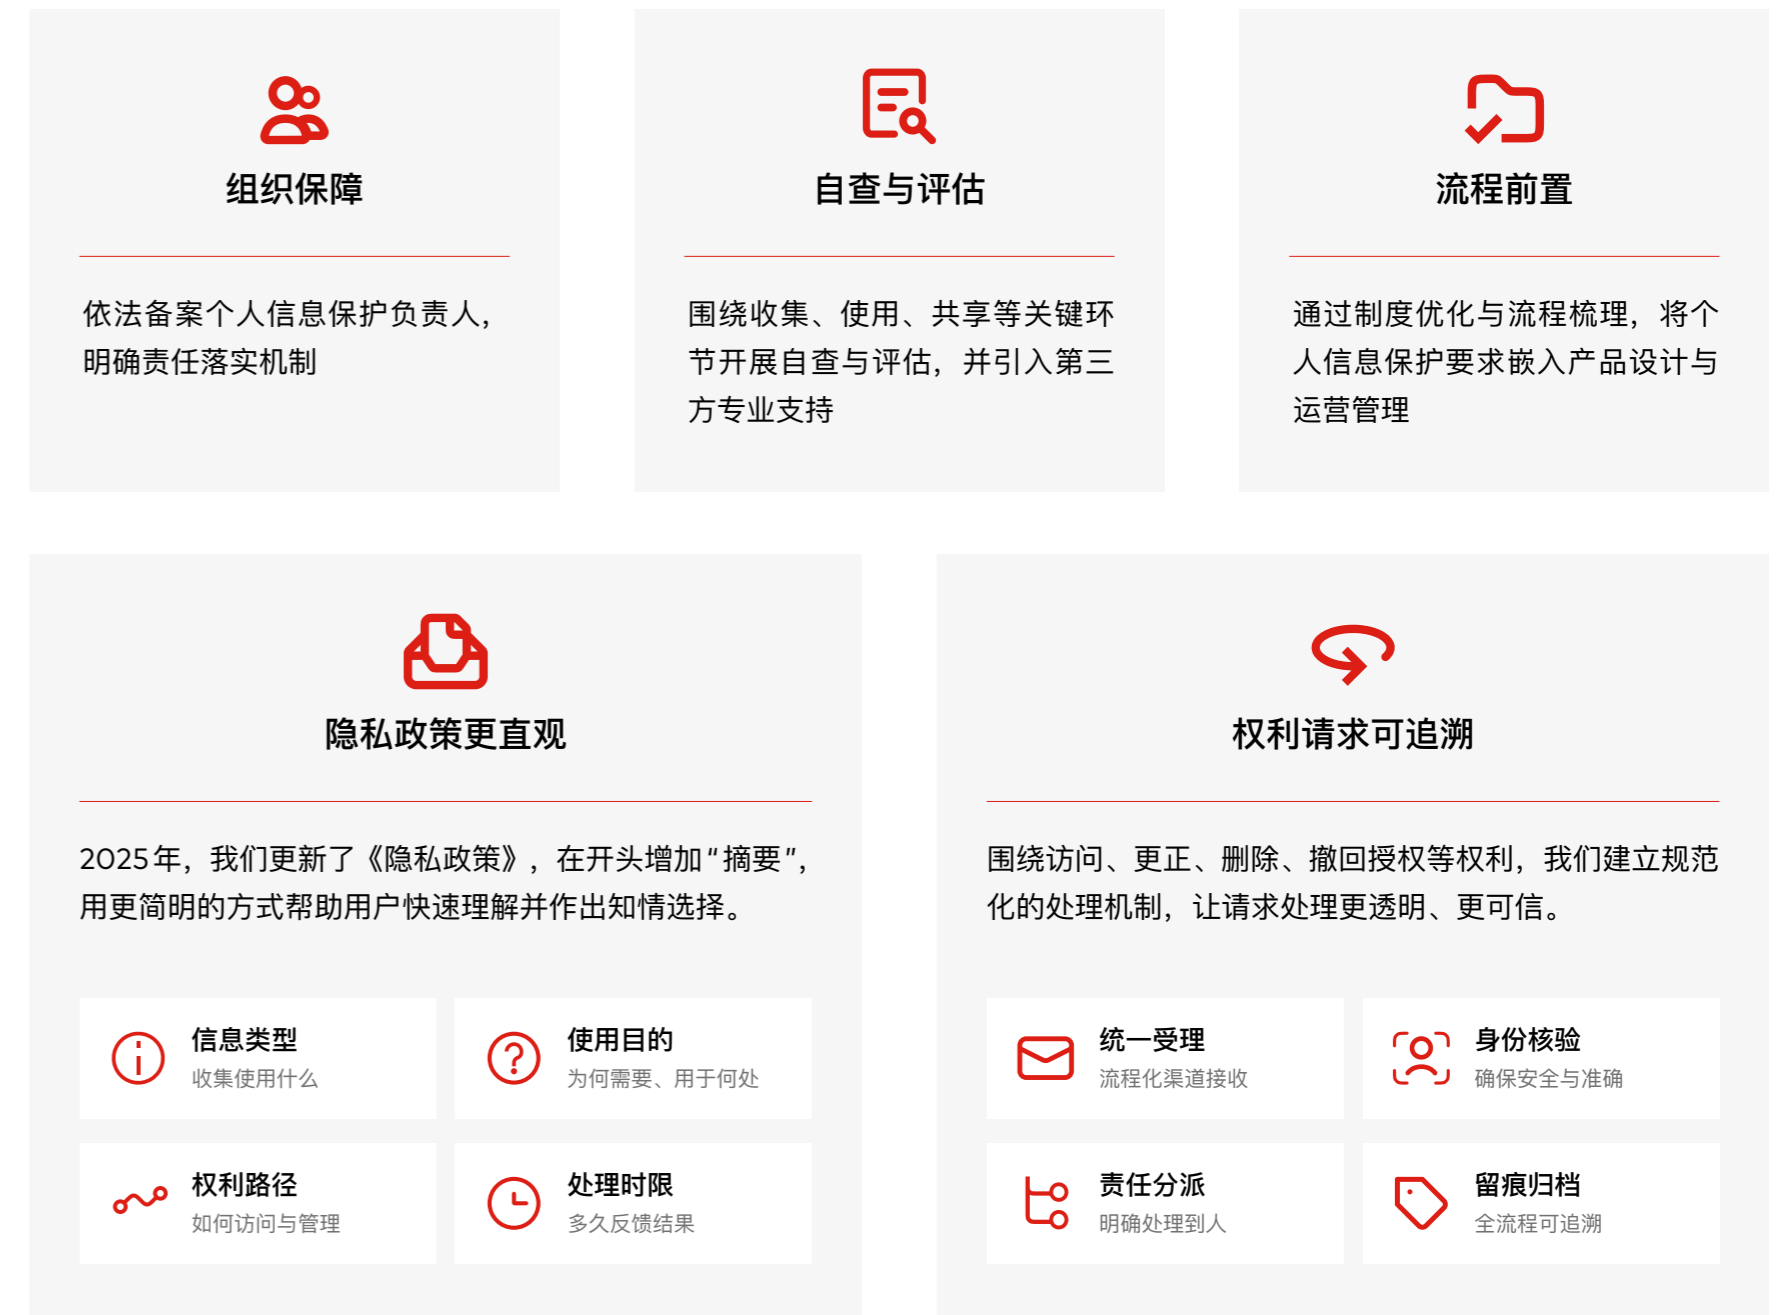 组织保障
依法备案个人信息保护负责人，
明确责任落实机制
自查与评估
围绕收集、使用、共享等关键环
节开展自查与评估，并引入第三
方专业支持
流程前置
通过制度优化与流程梳理，将个
人信息保护要求嵌入产品设计与
运营管理
隐私政策更直观
2025年，我们更新了《隐私政策》，在开头增加“摘要”，
用更简明的方式帮助用户快速理解并作出知情选择。
信息类型
收集使用什么
使用目的
为何需要、用于何处
权利路径
如何访问与管理
处理时限
多久反馈结果
权利请求可追溯
围绕访问、更正、删除、撤回授权等权利，我们建立规范
化的处理机制，让请求处理更透明、更可信。
统一受理
流程化渠道接收
身份核验
确保安全与准确
责任分派
明确处理到人
留痕归档
全流程可追溯